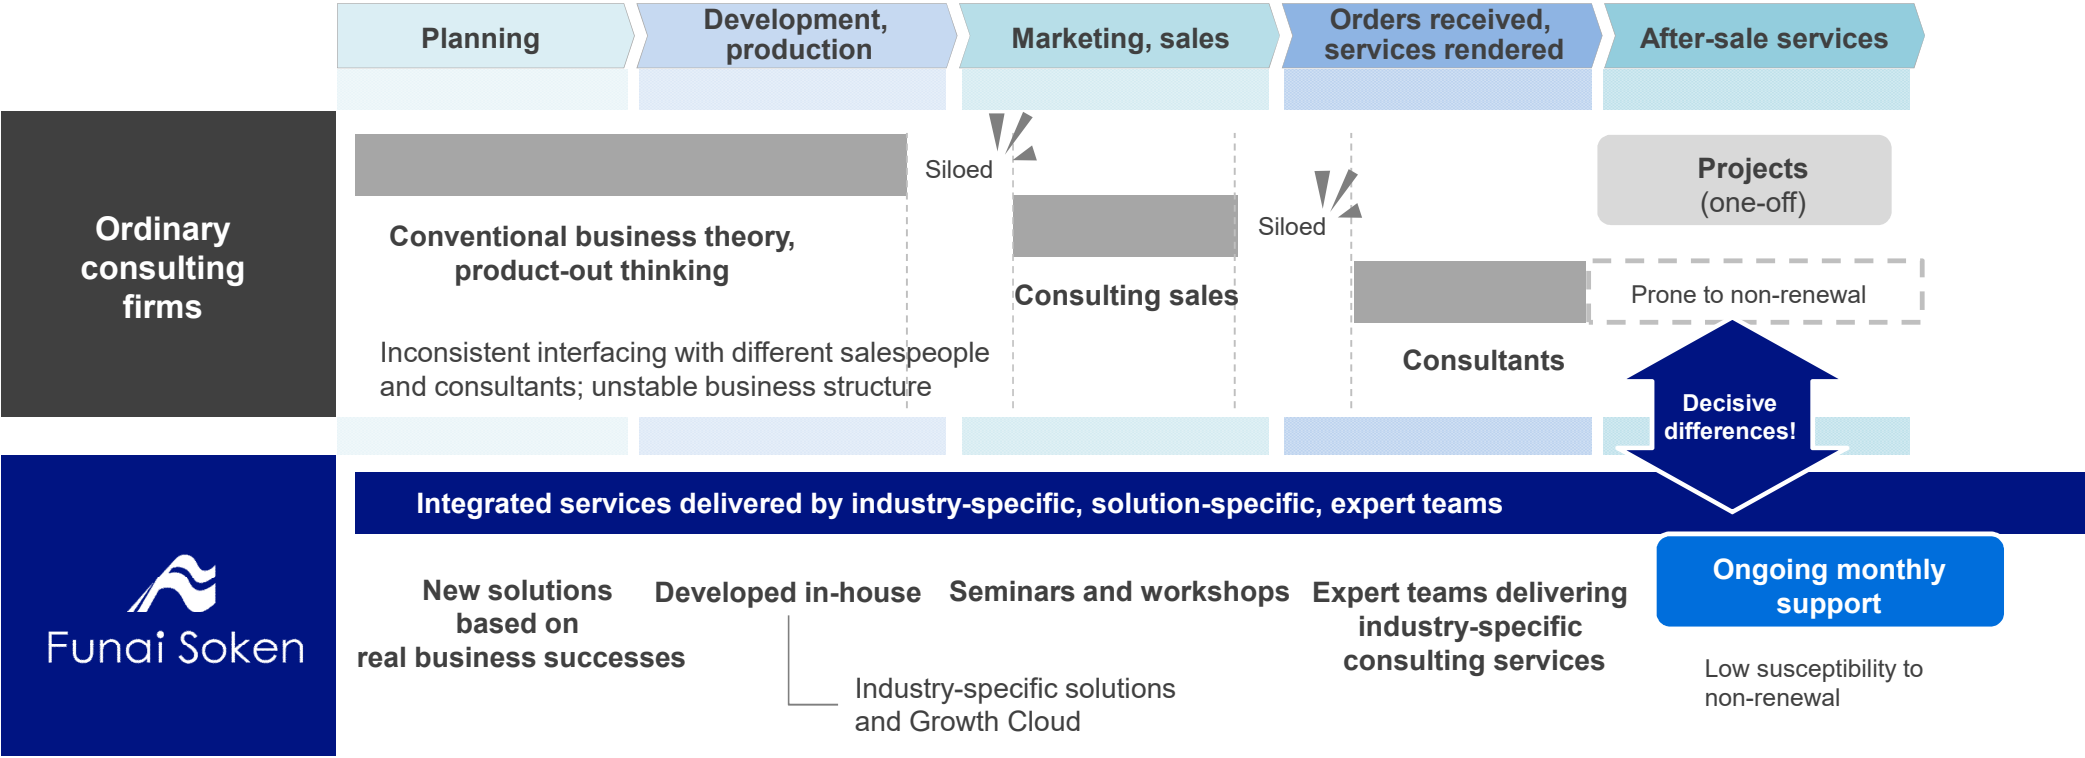 Planning
Development,
production
Marketing, sales
Orders received,
services rendered
After-sale services
Ordinary
consulting
firms
Siloed
Conventional business theory,
product-out thinking
Consulting sales
Siloed
Consultants
Projects
(one-off)
Prone to non-renewal
Inconsistent interfacing with different salespeople
and consultants; unstable business structure
Decisive
differences!
Funai Soken
Integrated services delivered by industry-specific, solution-specific, expert teams
New solutions
based on
real business successes
Developed in-house
Industry-specific solutions
and Growth Cloud
Seminars and workshops
Expert teams delivering
industry-specific
consulting services
Ongoing monthly
support
Low susceptibility to
non-renewal